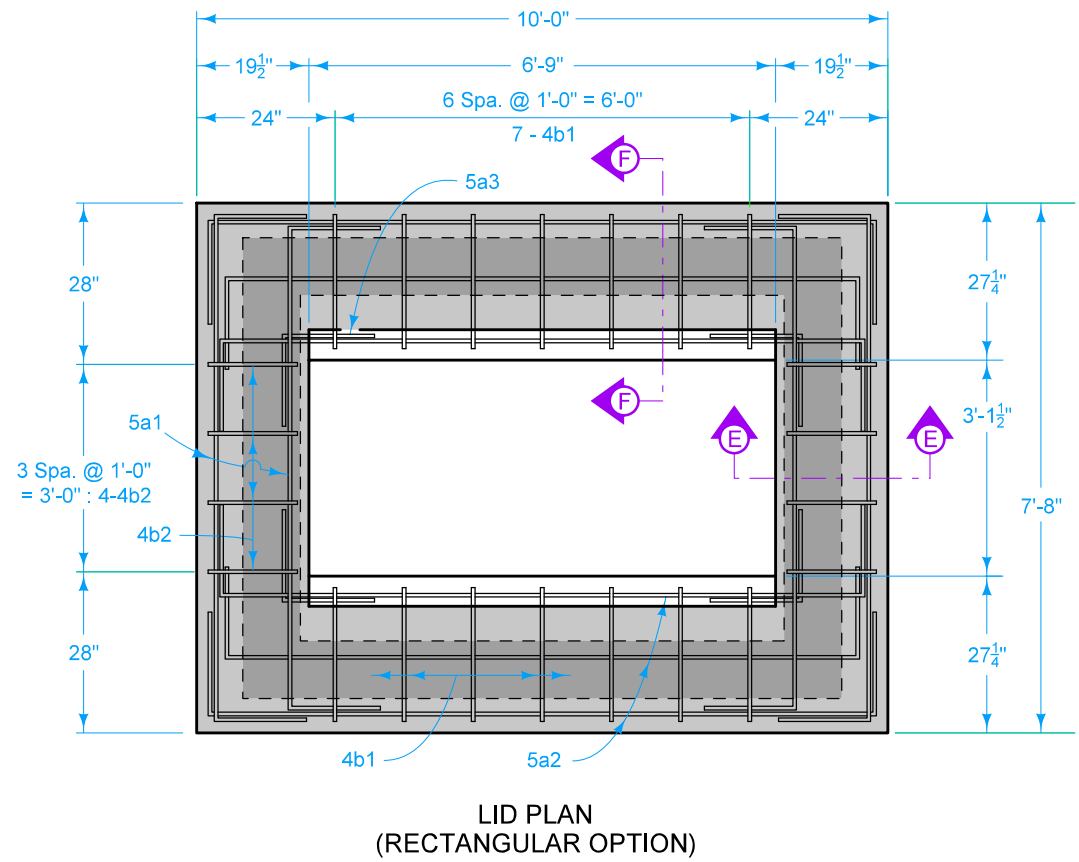 10'-0"
19½" 6'-9" 19½"
6 Spa. @ 1'-0" = 6'-0"
24" 24"
7 - 4b1
F
5a3
28" 27¼"
F
5a1 3'-1½"
E E
3 Spa. @ 1'-0"
= 3'-0" : 4-4b2
7'-8"
4b2
28" 27¼"
4b1 5a2
LID PLAN
(RECTANGULAR OPTION)